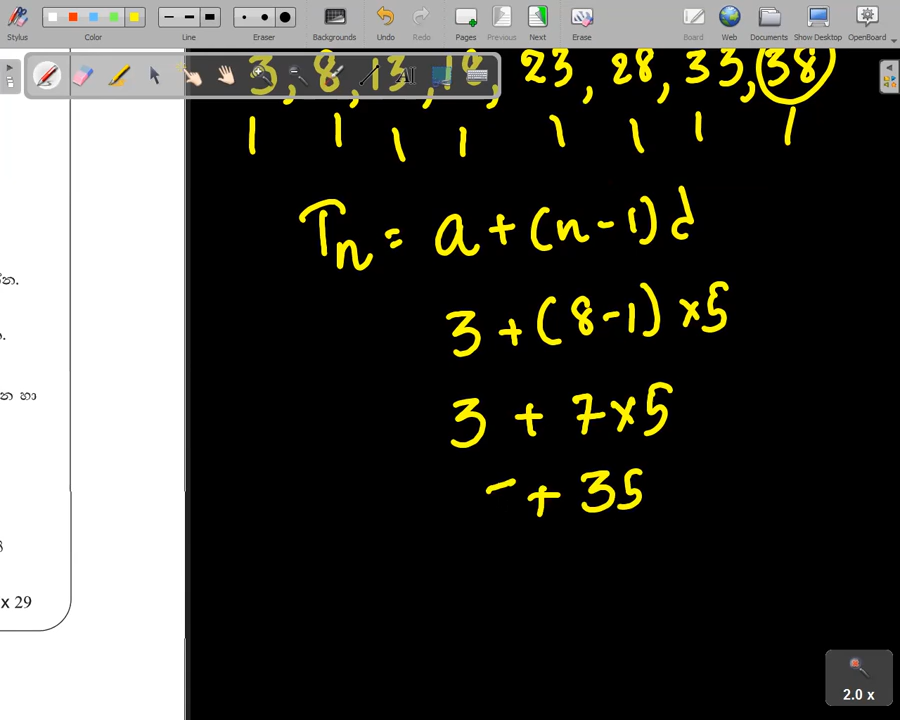 Stylus Color Line Eraser Backgrounds Undo Redo Pages Previous Next Erase Board Web Documents Show Desktop OpenBoard
3, 8, 13, 18, 23, 28, 33, 38
1 1 1 1 1 1 1 1
Tn = a + (n - 1) d
3 + (8 - 1) × 5
3 + 7 × 5
+ 35
හා
x 29
2.0 x